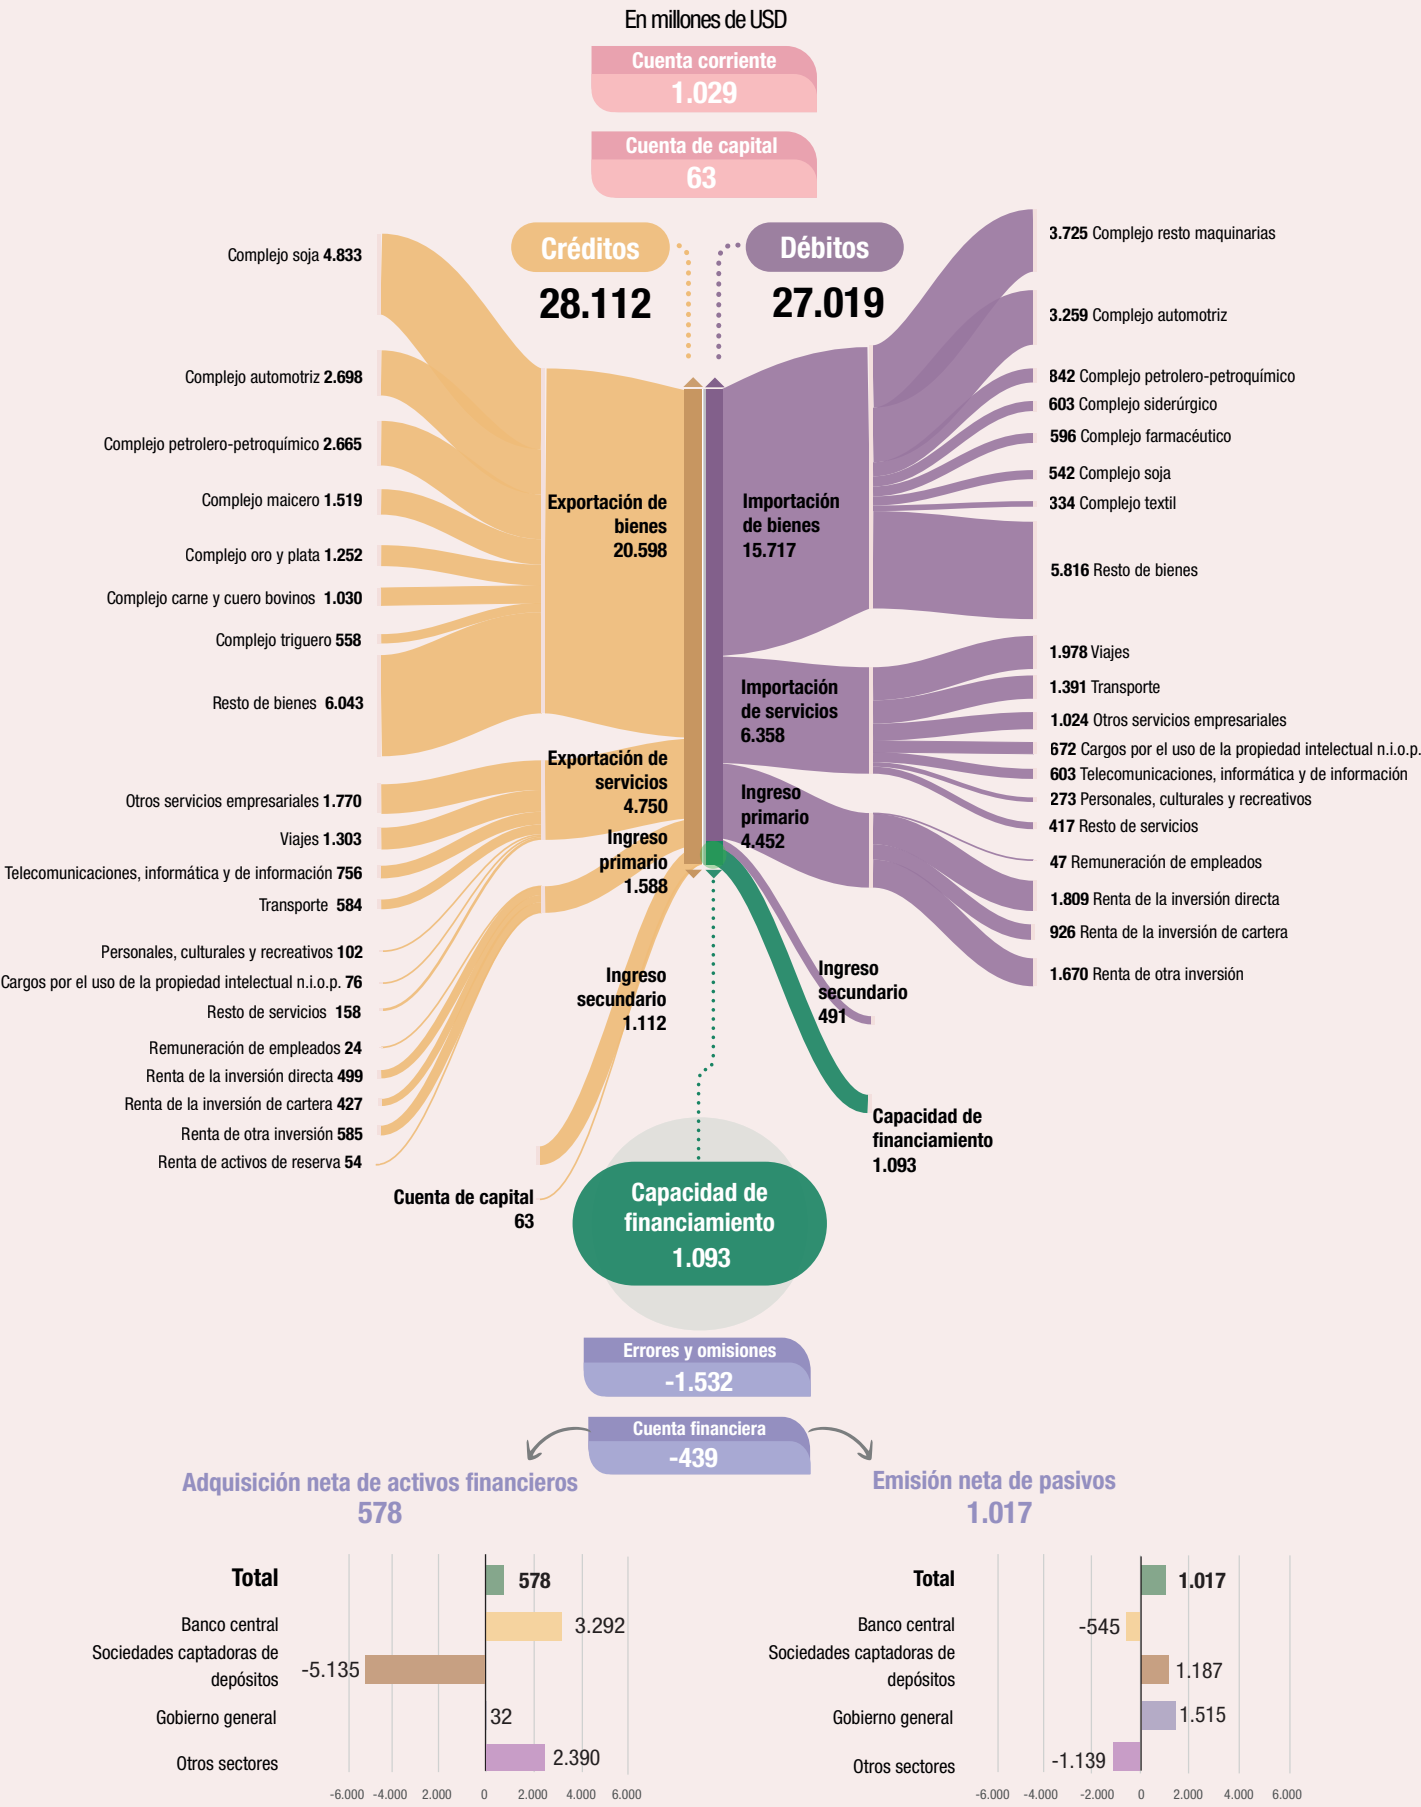 En millones de USD
Cuenta corriente
1.029
Cuenta de capital
63
Créditos
28.112
Débitos
27.019
Complejo soja 4.833
Complejo automotriz 2.698
Complejo petrolero-petroquímico 2.665
Complejo maicero 1.519
Complejo oro y plata 1.252
Complejo carne y cuero bovinos 1.030
Complejo triguero 558
Resto de bienes 6.043
Otros servicios empresariales 1.770
Viajes 1.303
Telecomunicaciones, informática y de información 756
Transporte 584
Personales, culturales y recreativos 102
Cargos por el uso de la propiedad intelectual n.i.o.p. 76
Resto de servicios 158
Remuneración de empleados 24
Renta de la inversión directa 499
Renta de la inversión de cartera 427
Renta de otra inversión 585
Renta de activos de reserva 54
Exportación de
bienes
20.598
Exportación de
servicios
4.750
Ingreso
primario
1.588
Ingreso
secundario
1.112
Cuenta de capital
63
Importación
de bienes
15.717
Importación
de servicios
6.358
Ingreso
primario
4.452
Ingreso
secundario
491
Capacidad de
financiamiento
1.093
3.725 Complejo resto maquinarias
3.259 Complejo automotriz
842 Complejo petrolero-petroquímico
603 Complejo siderúrgico
596 Complejo farmacéutico
542 Complejo soja
334 Complejo textil
5.816 Resto de bienes
1.978 Viajes
1.391 Transporte
1.024 Otros servicios empresariales
672 Cargos por el uso de la propiedad intelectual n.i.o.p.
603 Telecomunicaciones, informática y de información
273 Personales, culturales y recreativos
417 Resto de servicios
47 Remuneración de empleados
1.809 Renta de la inversión directa
926 Renta de la inversión de cartera
1.670 Renta de otra inversión
Capacidad de
financiamiento
1.093
Errores y omisiones
-1.532
Cuenta financiera
-439
Adquisición neta de activos financieros
578
Total
578
Banco central
3.292
Sociedades captadoras de
depósitos
-5.135
Gobierno general
32
Otros sectores
2.390
-6.000 -4.000 2.000 0 2.000 4.000 6.000
Emisión neta de pasivos
1.017
Total
1.017
Banco central
-545
Sociedades captadoras de
depósitos
1.187
Gobierno general
1.515
Otros sectores
-1.139
-6.000 -4.000 -2.000 0 2.000 4.000 6.000